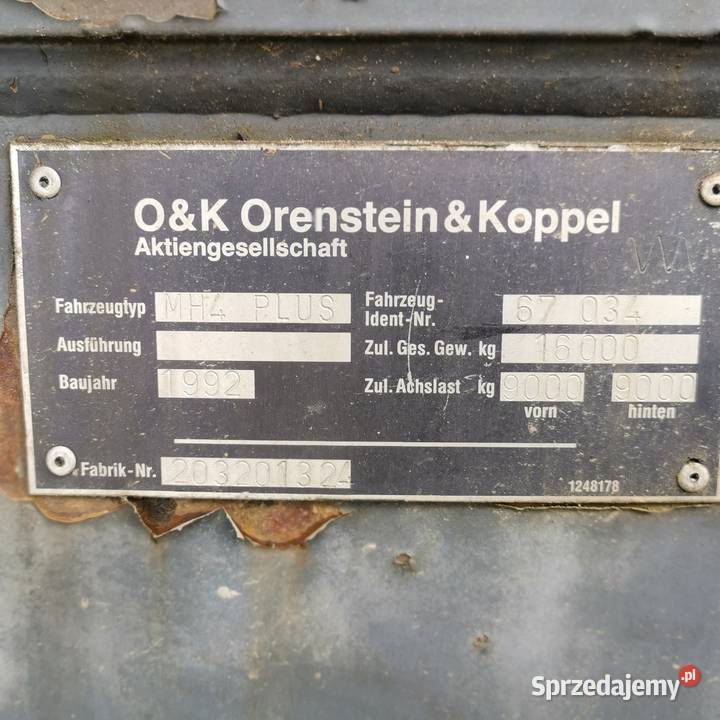 O&K Orenstein & Koppel
Aktiengesellschaft
Fahrzeugtyp MH4 PLUS
Fahrzeug-
Ident-Nr. 67 034
Ausführung
Zul. Ges. Gew. kg 16000
Baujahr 1992
Zul. Achslast kg 9000 9000
vorn hinten
Fabrik-Nr. 203201324
1248178
Sprzedajemy.pl